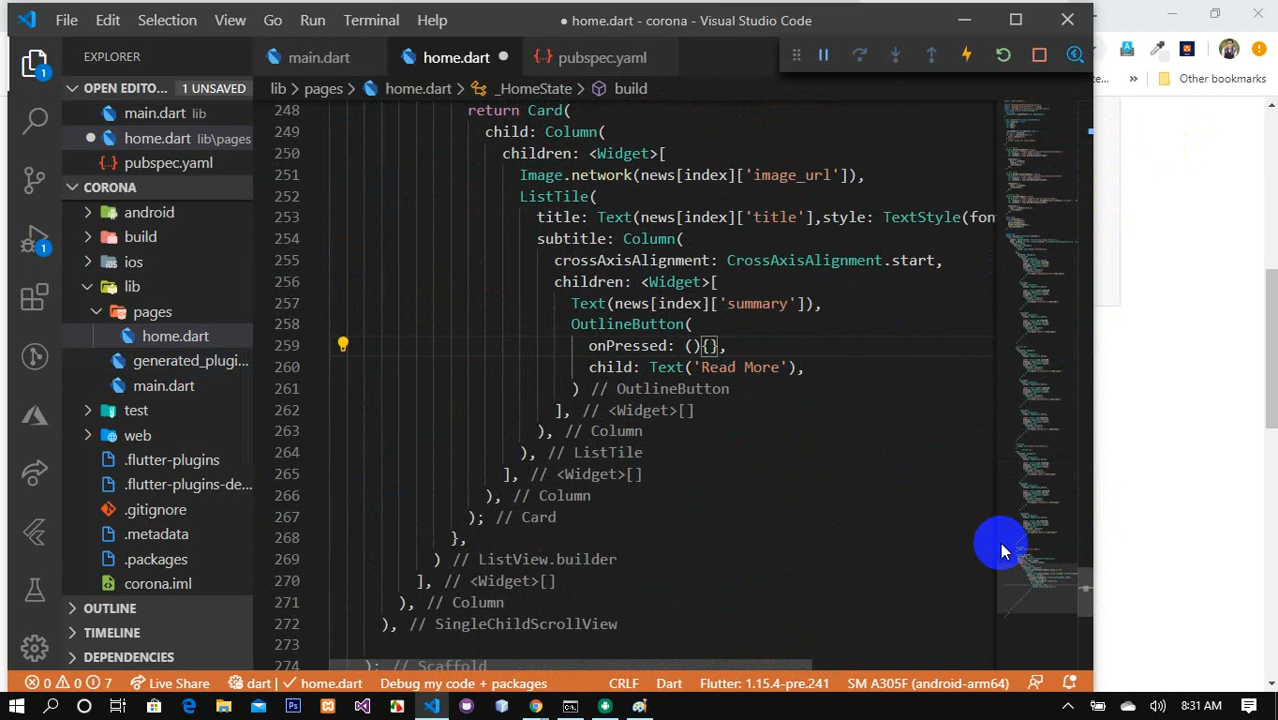 File Edit Selection View Go Run Terminal Help ● home.dart - corona - Visual Studio Code
EXPLORER
main.dart home.dart pubspec.yaml
OPEN EDITO... 1 UNSAVED
lib > pages > home.dart > _HomeState > build
Other bookmarks
main.dart lib
home.dart lib\pages
pubspec.yaml
CORONA
android
build
ios
lib
pages
home.dart
generated_plugi...
main.dart
test
web
.flutter-plugins
.flutter-plugins-de...
.gitignore
.metadata
.packages
corona.iml
OUTLINE
TIMELINE
DEPENDENCIES
248 return Card(
249 child: Column(
250 children: <Widget>[
251 Image.network(news[index]['image_url']),
252 ListTile(
253 title: Text(news[index]['title'],style: TextStyle(fon
254 subtitle: Column(
255 crossAxisAlignment: CrossAxisAlignment.start,
256 children: <Widget>[
257 Text(news[index]['summary']),
258 OutlineButton(
259 onPressed: (){},
260 child: Text('Read More'),
261 ) // OutlineButton
262 ], // <Widget>[]
263 ), // Column
264 ), // ListTile
265 ], // <Widget>[]
266 ), // Column
267 ); // Card
268 },
269 ) // ListView.builder
270 ], // <Widget>[]
271 ), // Column
272 ), // SingleChildScrollView
273
274 ); // Scaffold
0 0 7 Live Share dart | home.dart Debug my code + packages CRLF Dart Flutter: 1.15.4-pre.241 SM A305F (android-arm64)
8:31 AM